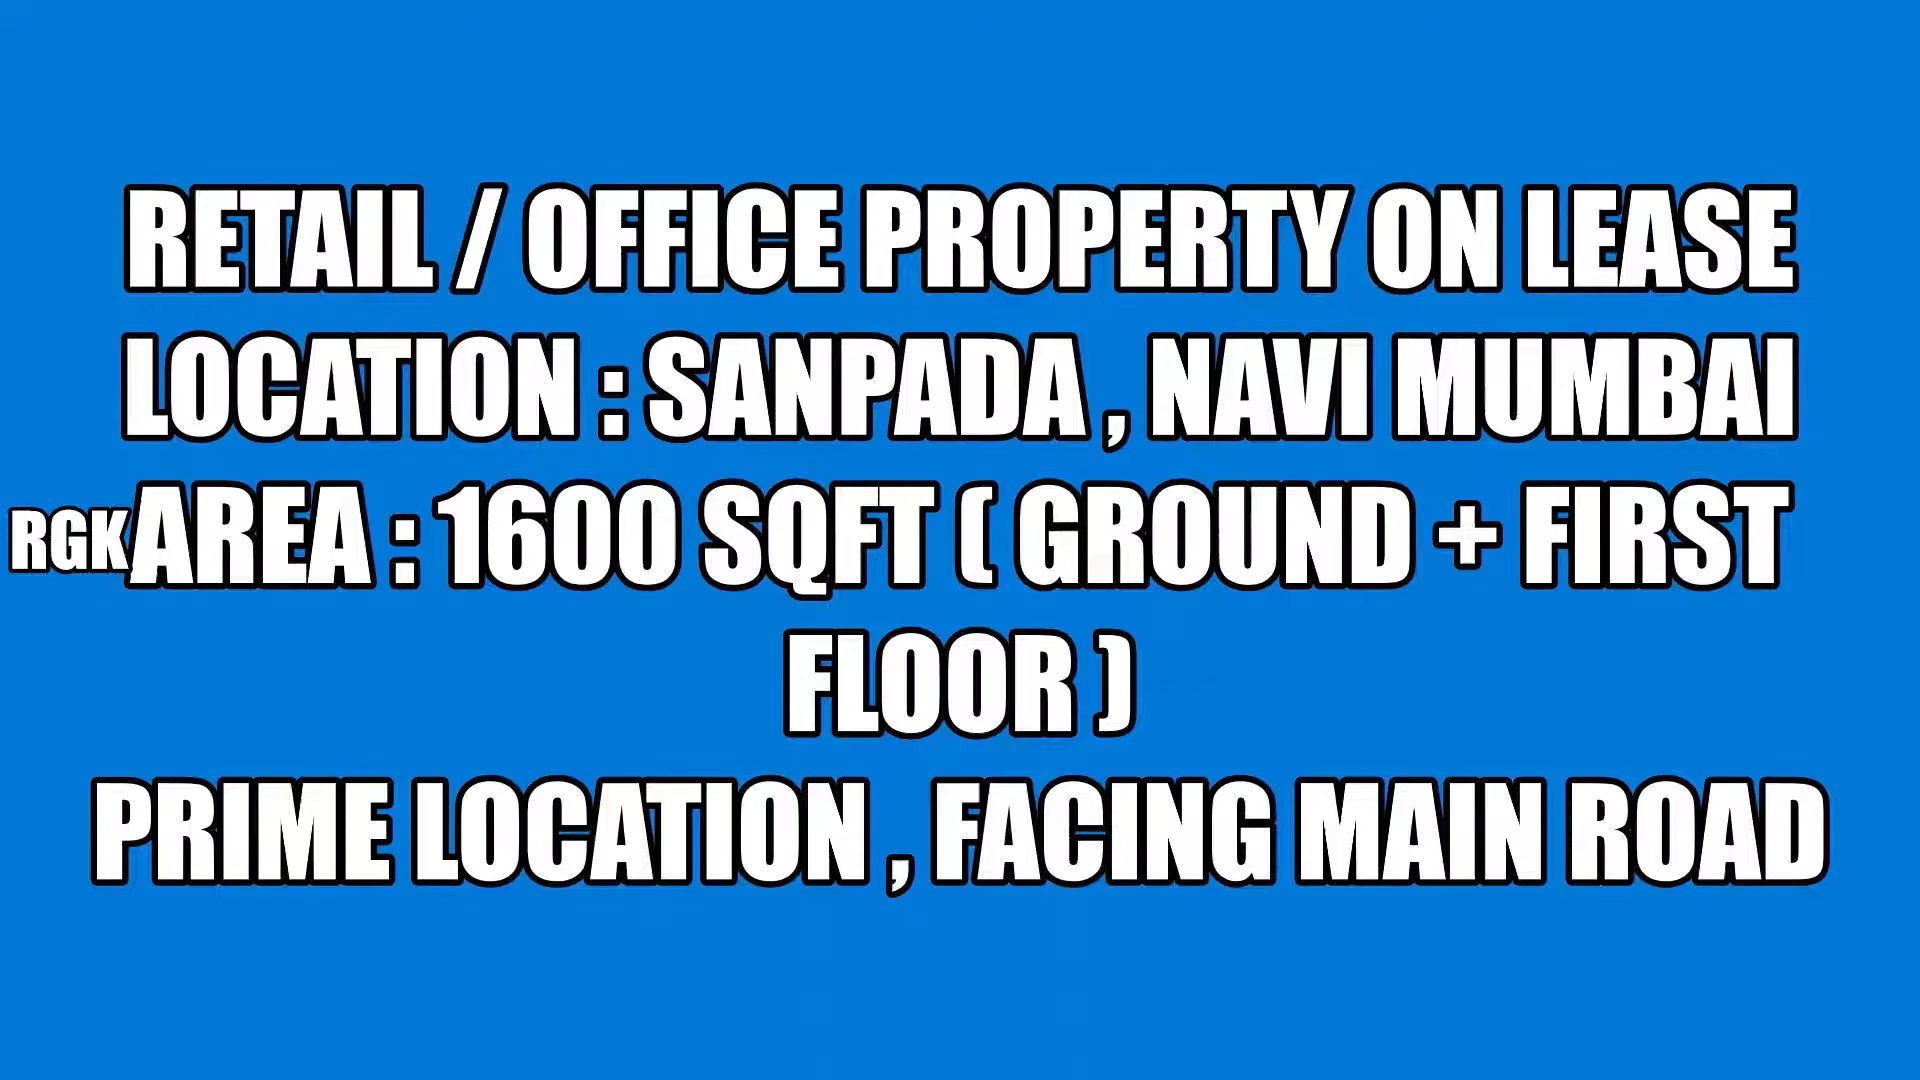 RETAIL / OFFICE PROPERTY ON LEASE
LOCATION : SANPADA , NAVI MUMBAI
RGK
AREA : 1600 SQFT ( GROUND + FIRST
FLOOR )
PRIME LOCATION , FACING MAIN ROAD